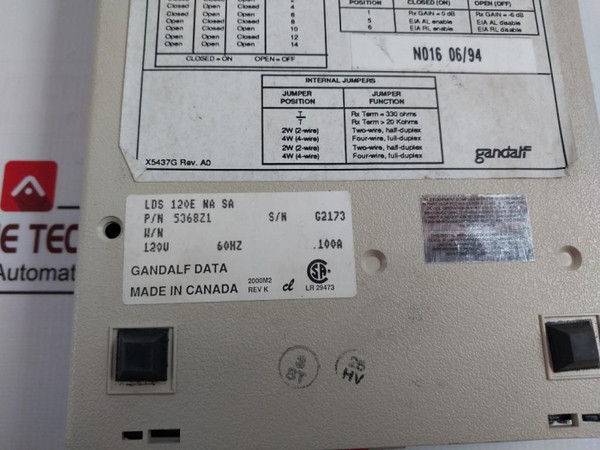 Closed Open Closed 4
Closed Open Open 6
Open Closed Closed 8
Open Closed Open 10
Open Open Closed 12
Open Open Open 14
CLOSED = ON OPEN = OFF
POSITION CLOSED (ON) OPEN (OFF)
1 Rx GAIN = 0 dB Rx GAIN = -6 dB
5 EIA AL enable EIA AL disable
6 EIA RL enable EIA RL disable
N016 06/94
INTERNAL JUMPERS
JUMPER POSITION JUMPER FUNCTION
T Rx Term = 330 ohms
T Rx Term > 20 Kohms
2W (2-wire) Two-wire, half-duplex
4W (4-wire) Four-wire, full-duplex
2W (2-wire) Two-wire, half-duplex
4W (4-wire) Four-wire, full-duplex
X5437G Rev. A0
gandalf
LDS 120E NA SA
P/N 5368Z1 S/N G2173
W/N
120V 60HZ .100A
GANDALF DATA
MADE IN CANADA
2000M2
REV K
cl
LR 29473
E TEC
Automat
BT
26
HV